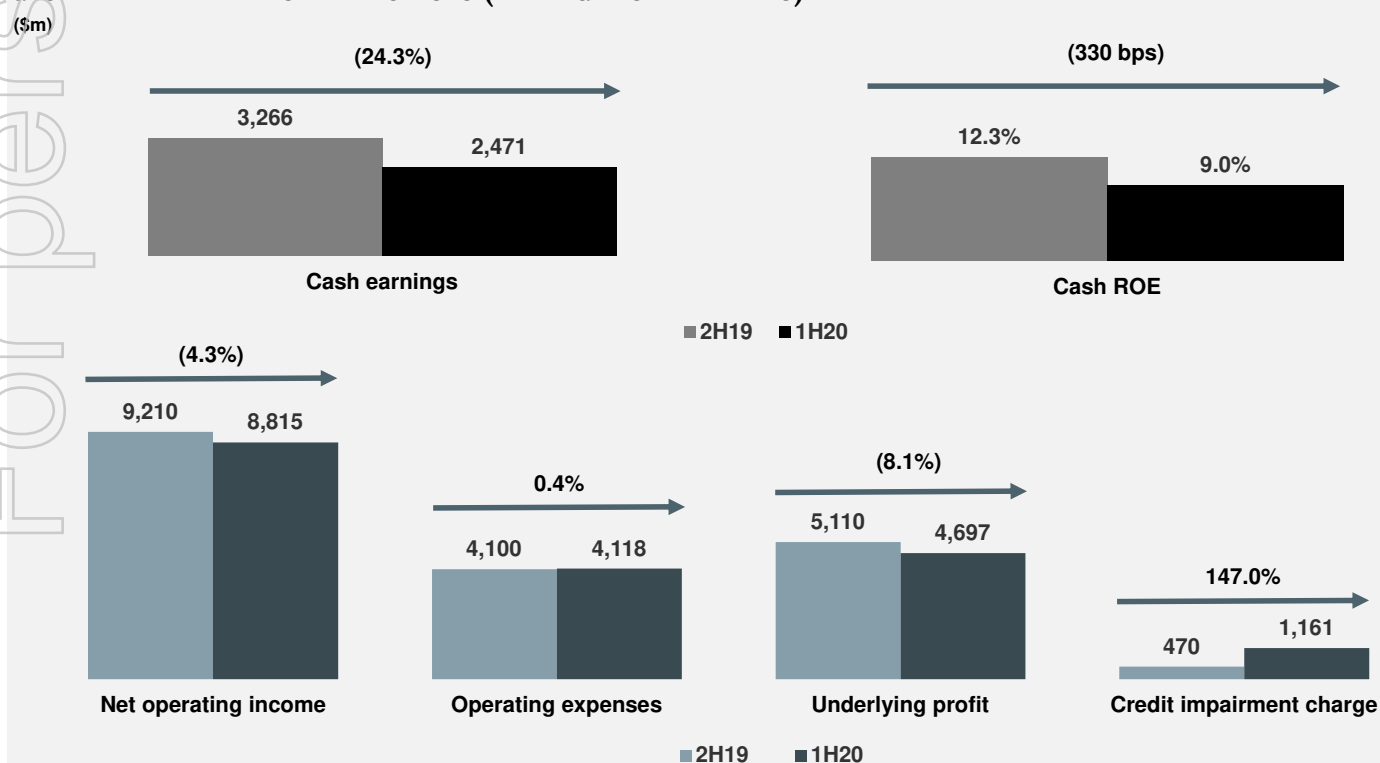 ($m)
(24.3%)
(330 bps)
3,266
2,471
12.3%
9.0%
Cash earnings
Cash ROE
2H19 1H20
(4.3%)
9,210
8,815
0.4%
4,100
4,118
(8.1%)
5,110
4,697
147.0%
470
1,161
Net operating income
Operating expenses
Underlying profit
Credit impairment charge
2H19 1H20
For pers